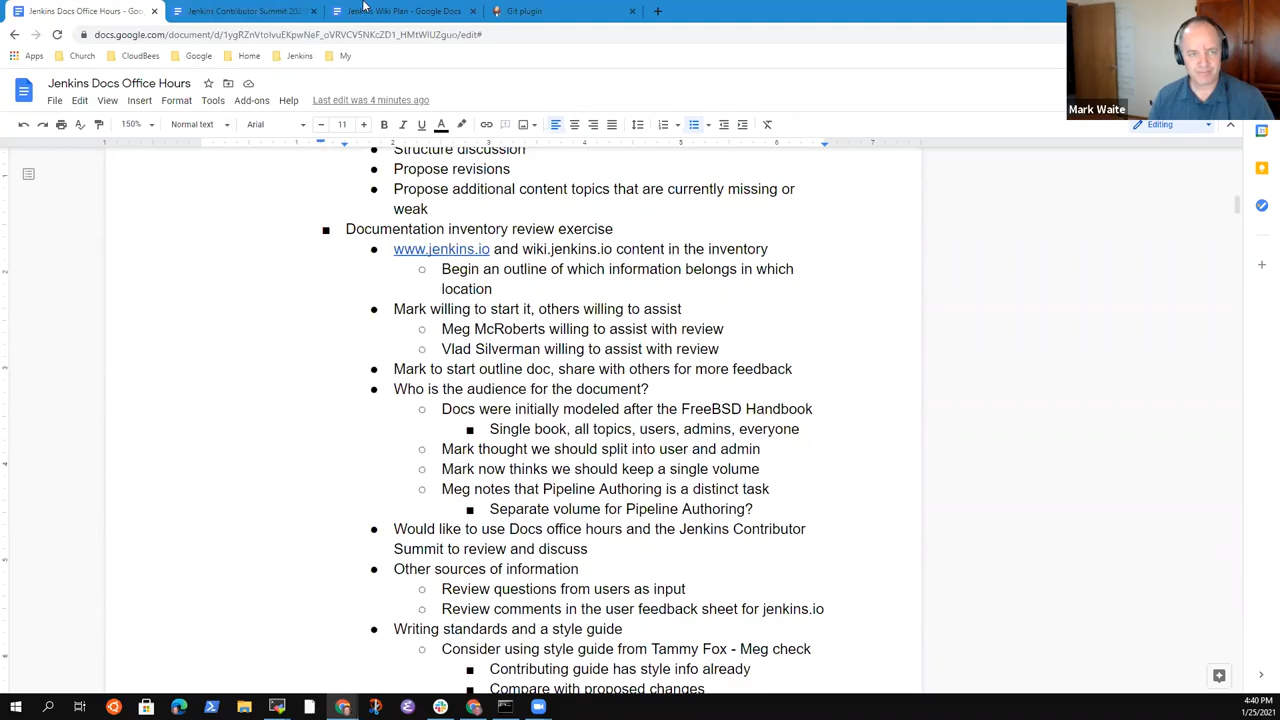 Jenkins Docs Office Hours - Goo
Jenkins Contributor Summit 202
Jenkins Wiki Plan - Google Docs
Git plugin
docs.google.com/document/d/1ygRZnVtoIvuEKpwNeF_oVRVCV5NKcZD1_HMtWIUZguo/edit#
Apps
Church
CloudBees
Google
Home
Jenkins
My
Jenkins Docs Office Hours
File
Edit
View
Insert
Format
Tools
Add-ons
Help
Last edit was 4 minutes ago
Mark Waite
150%
Normal text
Arial
11
Editing
Structure discussion
Propose revisions
Propose additional content topics that are currently missing or
weak
Documentation inventory review exercise
www.jenkins.io and wiki.jenkins.io content in the inventory
Begin an outline of which information belongs in which
location
Mark willing to start it, others willing to assist
Meg McRoberts willing to assist with review
Vlad Silverman willing to assist with review
Mark to start outline doc, share with others for more feedback
Who is the audience for the document?
Docs were initially modeled after the FreeBSD Handbook
Single book, all topics, users, admins, everyone
Mark thought we should split into user and admin
Mark now thinks we should keep a single volume
Meg notes that Pipeline Authoring is a distinct task
Separate volume for Pipeline Authoring?
Would like to use Docs office hours and the Jenkins Contributor
Summit to review and discuss
Other sources of information
Review questions from users as input
Review comments in the user feedback sheet for jenkins.io
Writing standards and a style guide
Consider using style guide from Tammy Fox - Meg check
Contributing guide has style info already
Compare with proposed changes
4:40 PM
1/25/2021